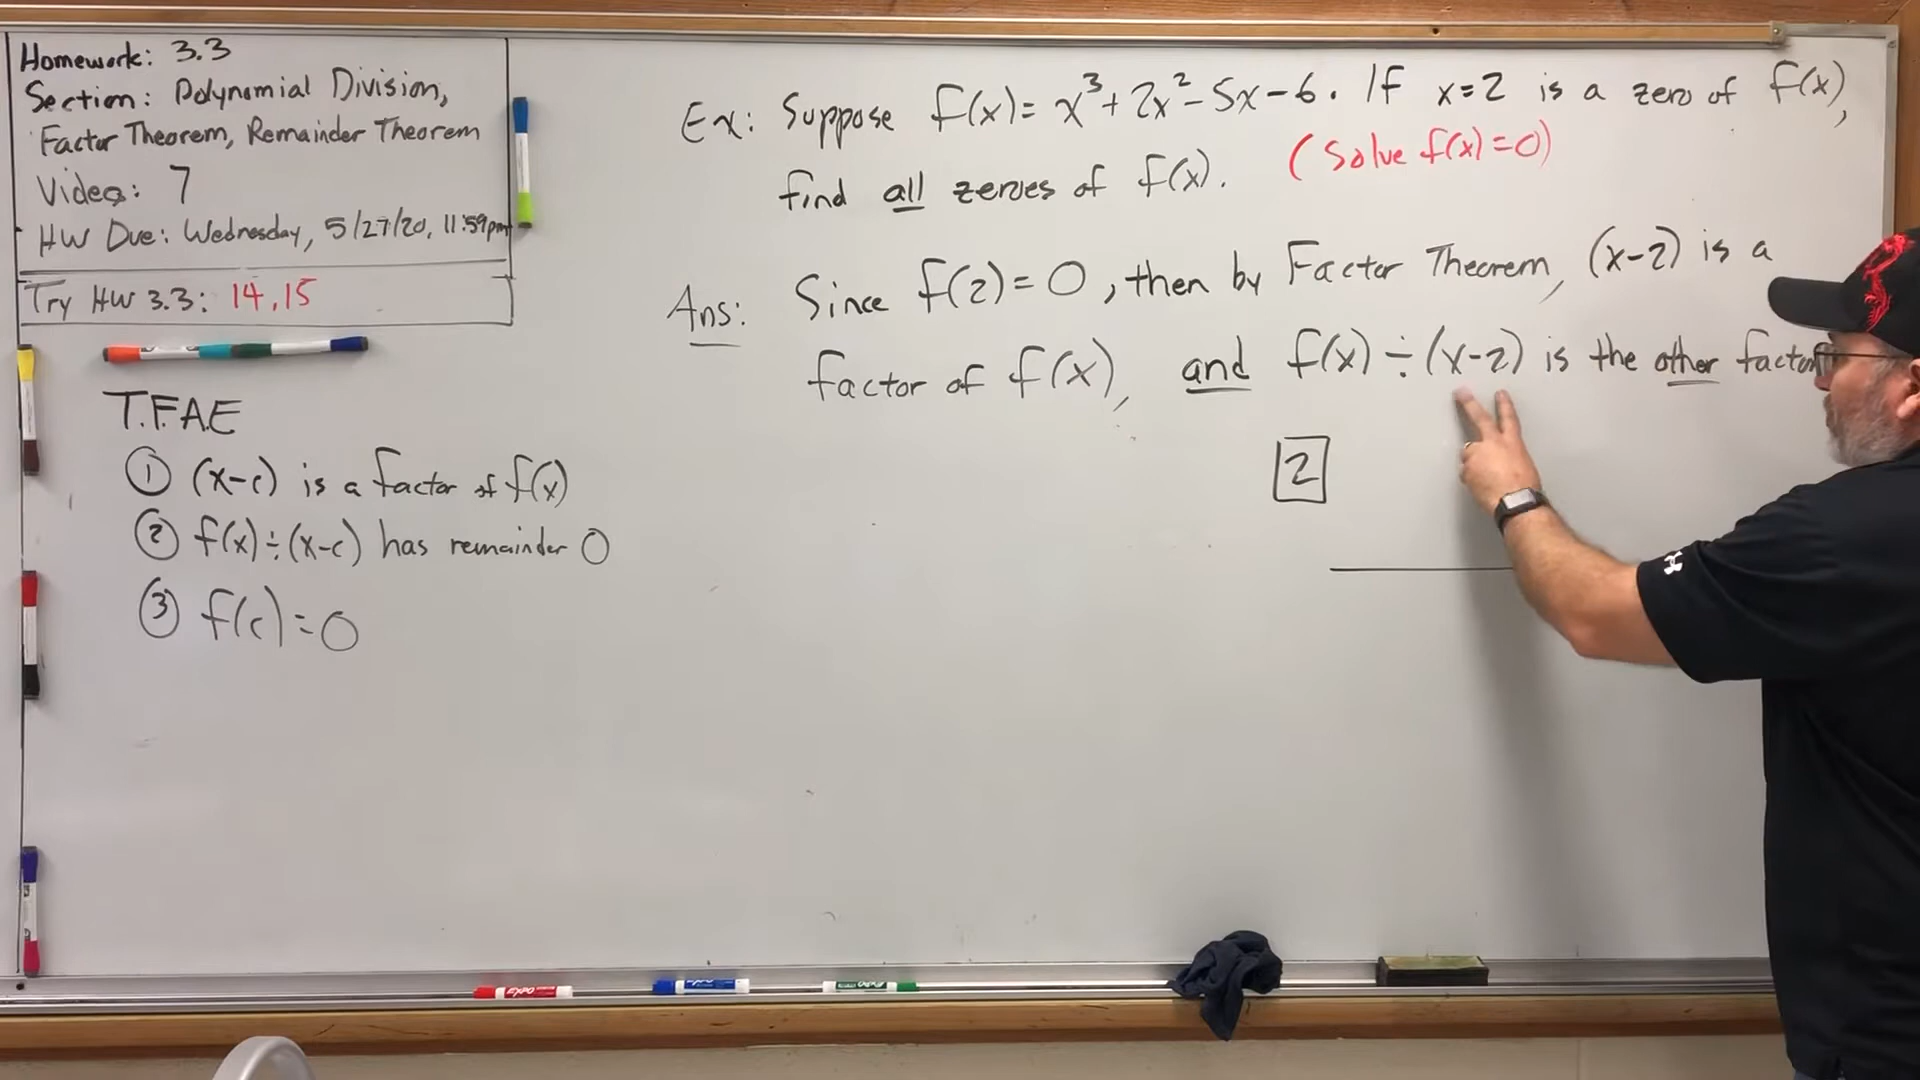 Homework: 3.3
Section: Polynomial Division,
Factor Theorem, Remainder Theorem
Video: 7
HW Due: Wednesday, 5/27/20, 11:59pm
Try HW 3.3: 14,15
T.F.A.E
① (x-c) is a factor of f(x)
② f(x)÷(x-c) has remainder 0
③ f(c)=0
Ex: Suppose f(x)= x³+2x²-5x-6. If x=2 is a zero of f(x),
find all zeroes of f(x). (Solve f(x)=0)
Ans: Since f(2)=0, then by Factor Theorem, (x-2) is a
factor of f(x), and f(x)÷(x-2) is the other factor
2
EXPO